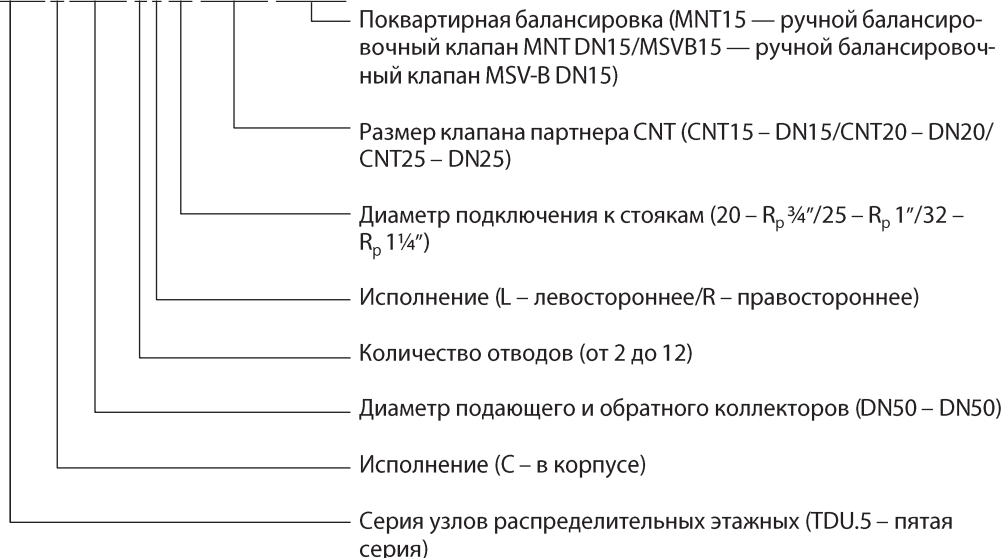 Поквартирная балансировка (MNT15 — ручной балансиро-
вочный клапан MNT DN15/MSVB15 — ручной балансировоч-
ный клапан MSV-B DN15)
Размер клапана партнера CNT (CNT15 – DN15/CNT20 – DN20/
CNT25 – DN25)
Диаметр подключения к стоякам (20 – Rp ¾”/25 – Rp 1”/32 –
Rp 1¼”)
Исполнение (L – левостороннее/R – правостороннее)
Количество отводов (от 2 до 12)
Диаметр подающего и обратного коллекторов (DN50 – DN50)
Исполнение (C – в корпусе)
Серия узлов распределительных этажных (TDU.5 – пятая
серия)